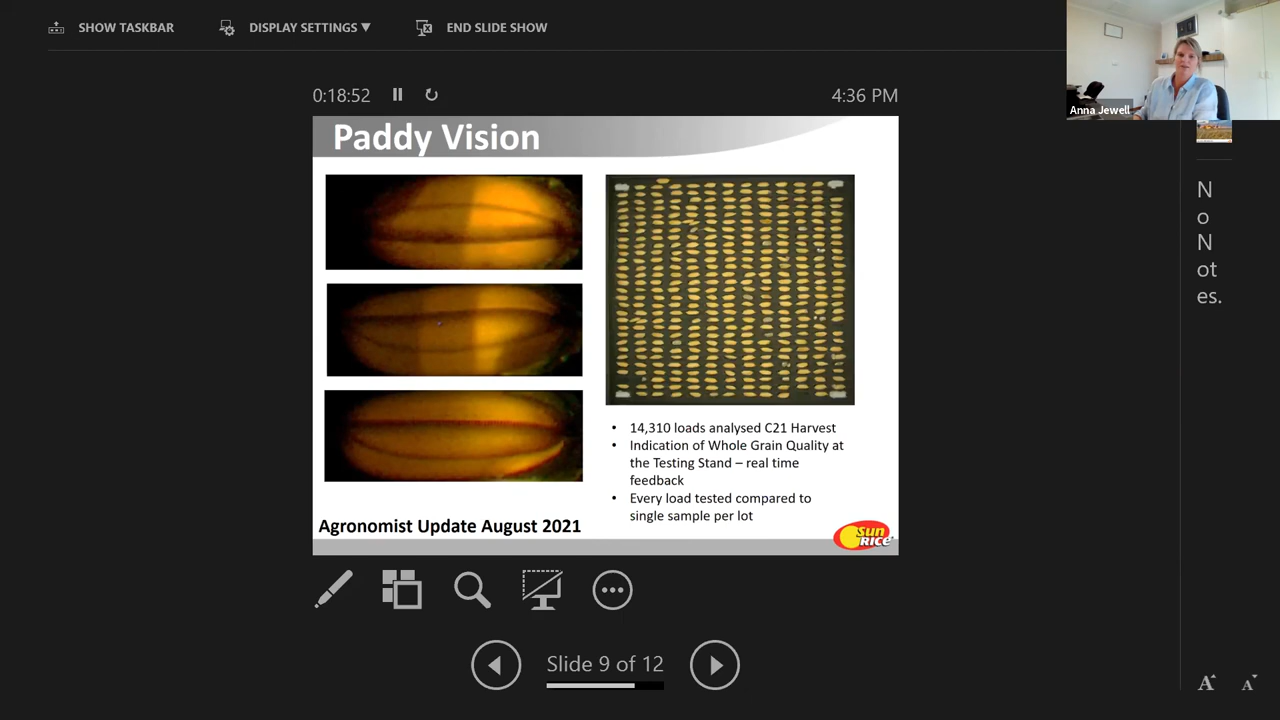 SHOW TASKBAR
DISPLAY SETTINGS ▼
END SLIDE SHOW
Anna Jewell
0:18:52
4:36 PM
Paddy Vision
• 14,310 loads analysed C21 Harvest
• Indication of Whole Grain Quality at
the Testing Stand – real time
feedback
• Every load tested compared to
single sample per lot
Agronomist Update August 2021
Sun
RICE
Slide 9 of 12
N
o
N
ot
es.
A
A